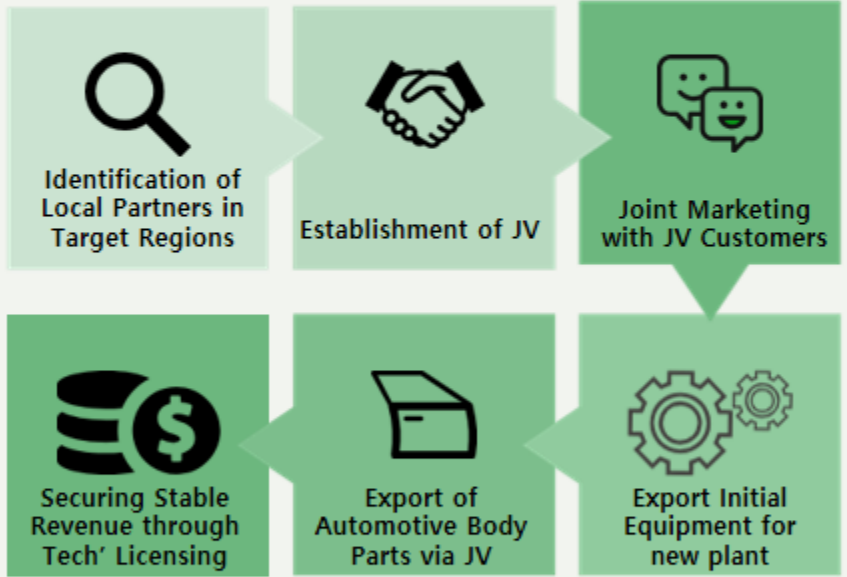 Identification of
Local Partners in
Target Regions
Establishment of JV
Joint Marketing
with JV Customers
Export Initial
Equipment for
new plant
Export of
Automotive Body
Parts via JV
$
Securing Stable
Revenue through
Tech’ Licensing